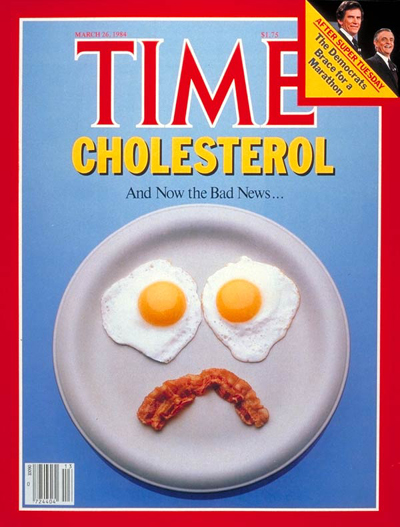 MARCH 26, 1984
$1.75
TIME
AFTER SUPER TUESDAY
The Democrats
Brace for a
Marathon
CHOLESTEROL
And Now the Bad News...
724404